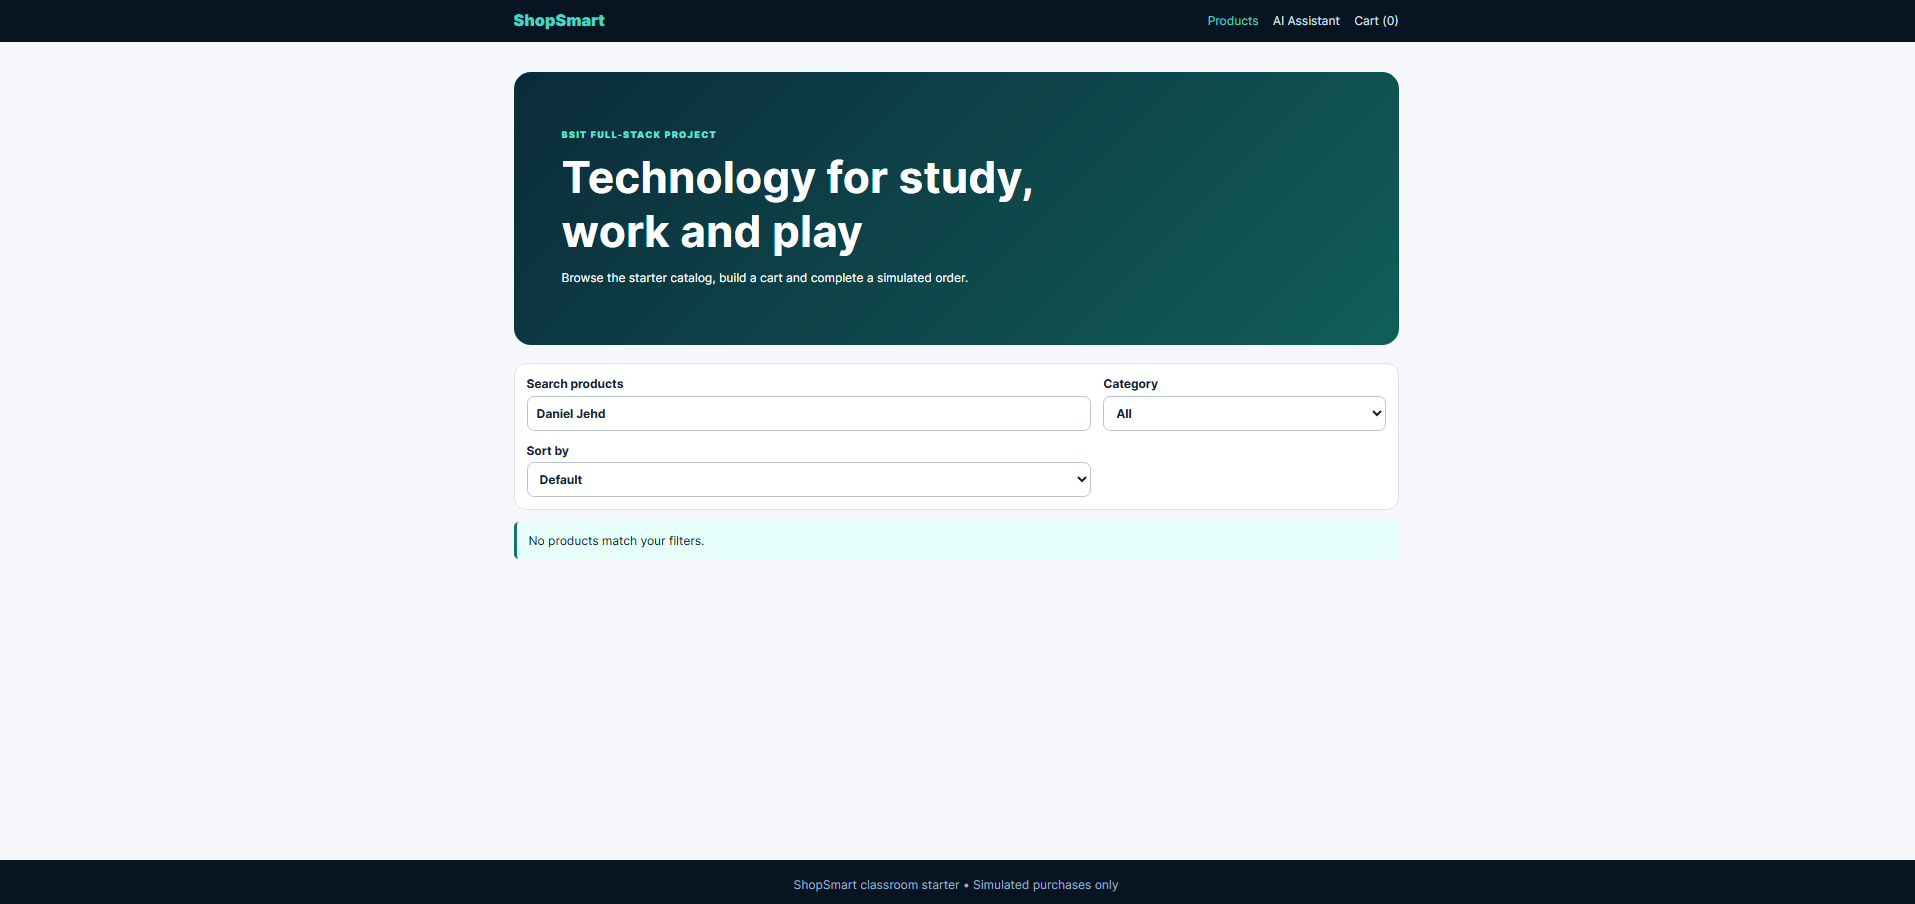 ShopSmart
Products AI Assistant Cart (0)
BSIT FULL-STACK PROJECT
Technology for study,
work and play
Browse the starter catalog, build a cart and complete a simulated order.
Search products
Daniel Jehd
Category
All
Sort by
Default
No products match your filters.
ShopSmart classroom starter • Simulated purchases only